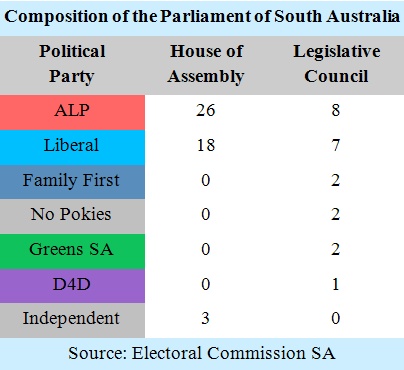 Composition of the Parliament of South Australia
Political Party House of Assembly Legislative Council
ALP 26 8
Liberal 18 7
Family First 0 2
No Pokies 0 2
Greens SA 0 2
D4D 0 1
Independent 3 0
Source: Electoral Commission SA